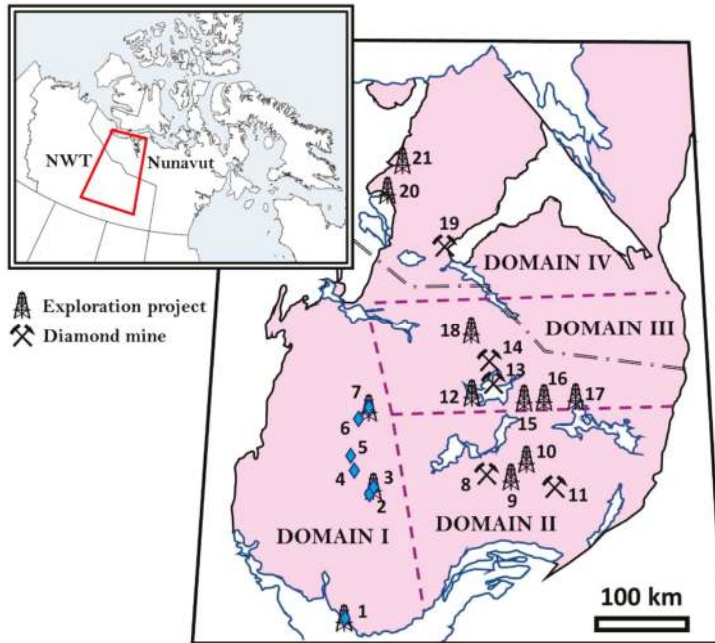 NWT
Nunavut
Exploration project
Diamond mine
21
20
19
DOMAIN IV
DOMAIN III
18
14
13
12
16
17
15
7
6
5
4
3
2
10
8
9
11
DOMAIN I
DOMAIN II
1
100 km